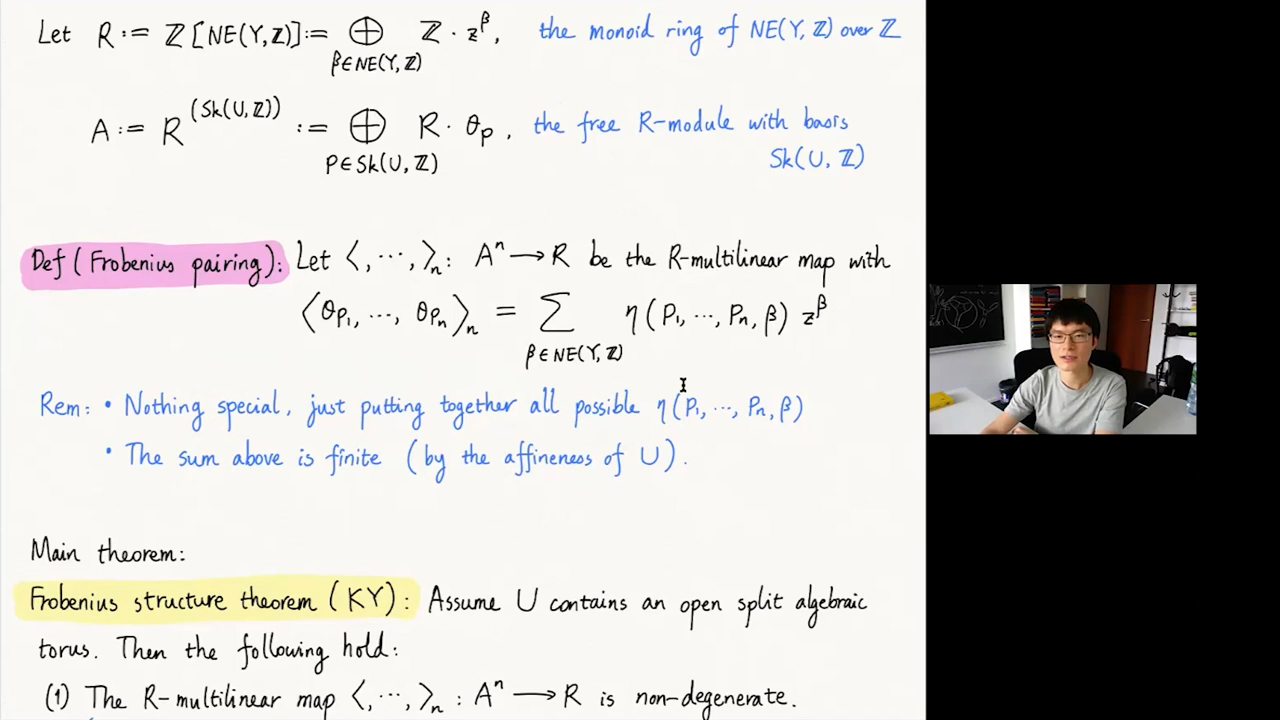 Let R := ℤ[NE(Y,ℤ)] := ⊕ ℤ · z^β, the monoid ring of NE(Y,ℤ) over ℤ
β∈NE(Y,ℤ)
A := R^(Sk(U,ℤ)) := ⊕ R · θ_P, the free R-module with basis
P∈Sk(U,ℤ) Sk(U,ℤ)
Def (Frobenius pairing): Let ⟨,⋯,⟩_n : A^n ⟶ R be the R-multilinear map with
⟨θ_P₁, ⋯, θ_Pₙ⟩_n = ∑ η(P₁, ⋯, Pₙ, β) z^β
β∈NE(Y,ℤ)
Rem: • Nothing special, just putting together all possible η(P₁, ⋯, Pₙ, β)
• The sum above is finite (by the affineness of U).
Main theorem:
Frobenius structure theorem (KY): Assume U contains an open split algebraic
torus. Then the following hold:
(1) The R-multilinear map ⟨,⋯,⟩_n : A^n ⟶ R is non-degenerate.